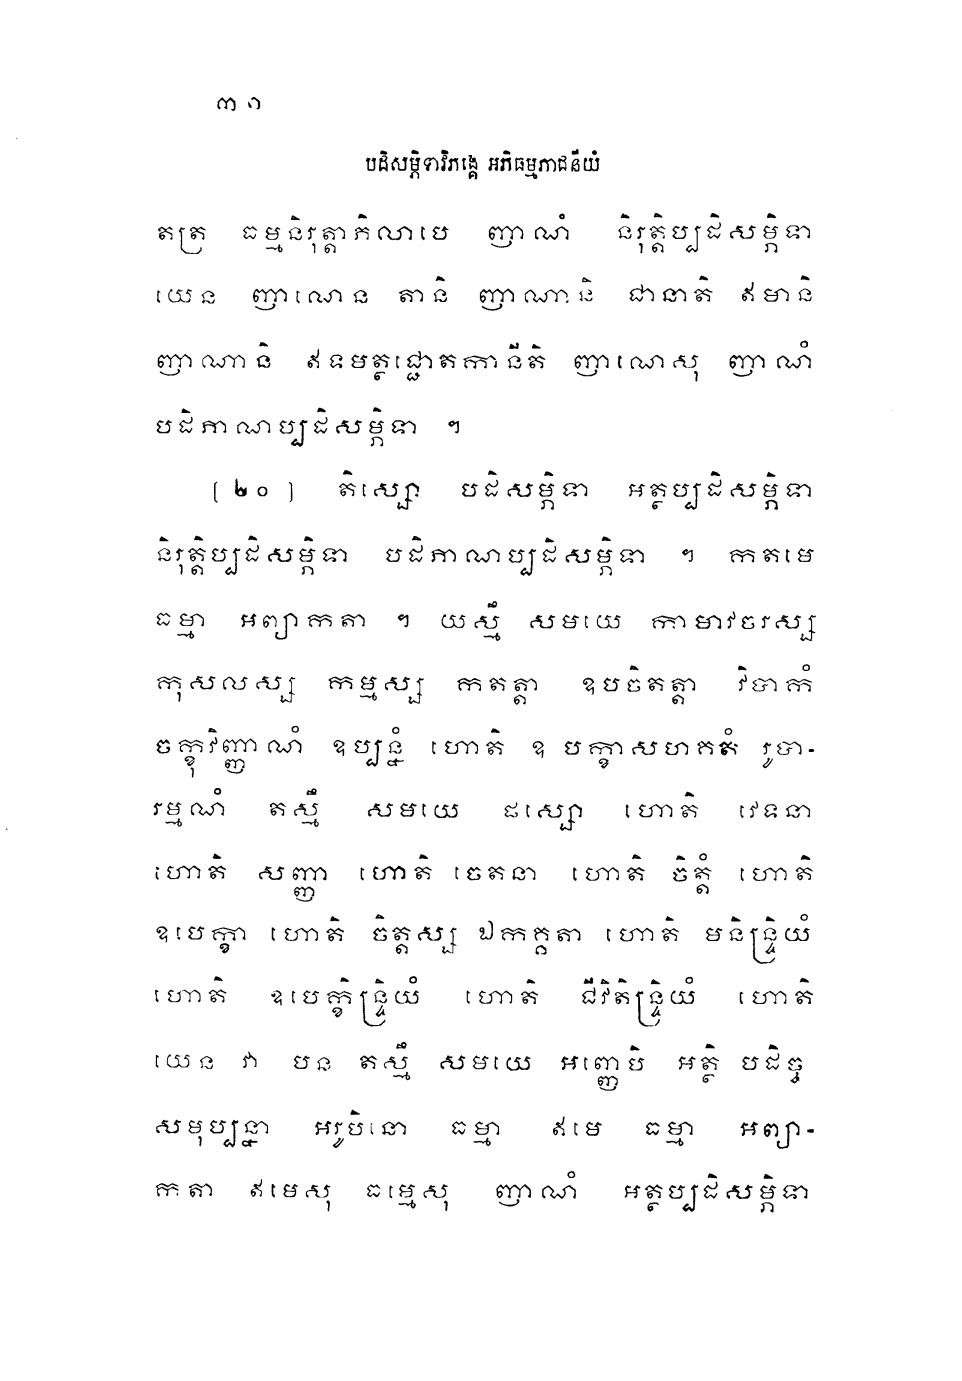 ៣១
បដិសម្ភិទាវិភង្គេ អភិធម្មភាជនីយំ
តត្រ ធម្មនិរុត្តាភិលាបេ ញាណំ និរុត្តិប្បដិសម្ភិទា
យេន ញាណេន តានិ ញាណានិ ជានាតិ ឥមានិ
ញាណានិ ឥទមត្ថជ្ជោតកានីតិ ញាណេសុ ញាណំ
បដិភាណប្បដិសម្ភិទា ។
[២០] តិស្សោ បដិសម្ភិទា អត្ថប្បដិសម្ភិទា
និរុត្តិប្បដិសម្ភិទា បដិភាណប្បដិសម្ភិទា ។ កតមេ
ធម្មា អព្យាកតា ។ យស្មឹ សមយេ កាមាវចរស្ស
កុសលស្ស កម្មស្ស កតត្តា ឧបចិតត្តា វិបាកំ
ចក្ខុវិញ្ញាណំ ឧប្បន្នំ ហោតិ ឧបេក្ខាសហគតំ រូបា-
រម្មណំ តស្មឹ សមយេ ផស្សោ ហោតិ វេទនា
ហោតិ សញ្ញា ហោតិ ចេតនា ហោតិ ចិត្តំ ហោតិ
ឧបេក្ខា ហោតិ ចិត្តស្ស ឯកគ្គតា ហោតិ មនិន្ទ្រិយំ
ហោតិ ឧបេក្ខិន្ទ្រិយំ ហោតិ ជីវិតិន្ទ្រិយំ ហោតិ
យេន វា បន តស្មឹ សមយេ អញ្ញេបិ អត្ថិ បដិច្ច
សមុប្បន្នា អរូបិនោ ធម្មា ឥមេ ធម្មា អព្យា-
កតា ឥមេសុ ធម្មេសុ ញាណំ អត្ថប្បដិសម្ភិទា